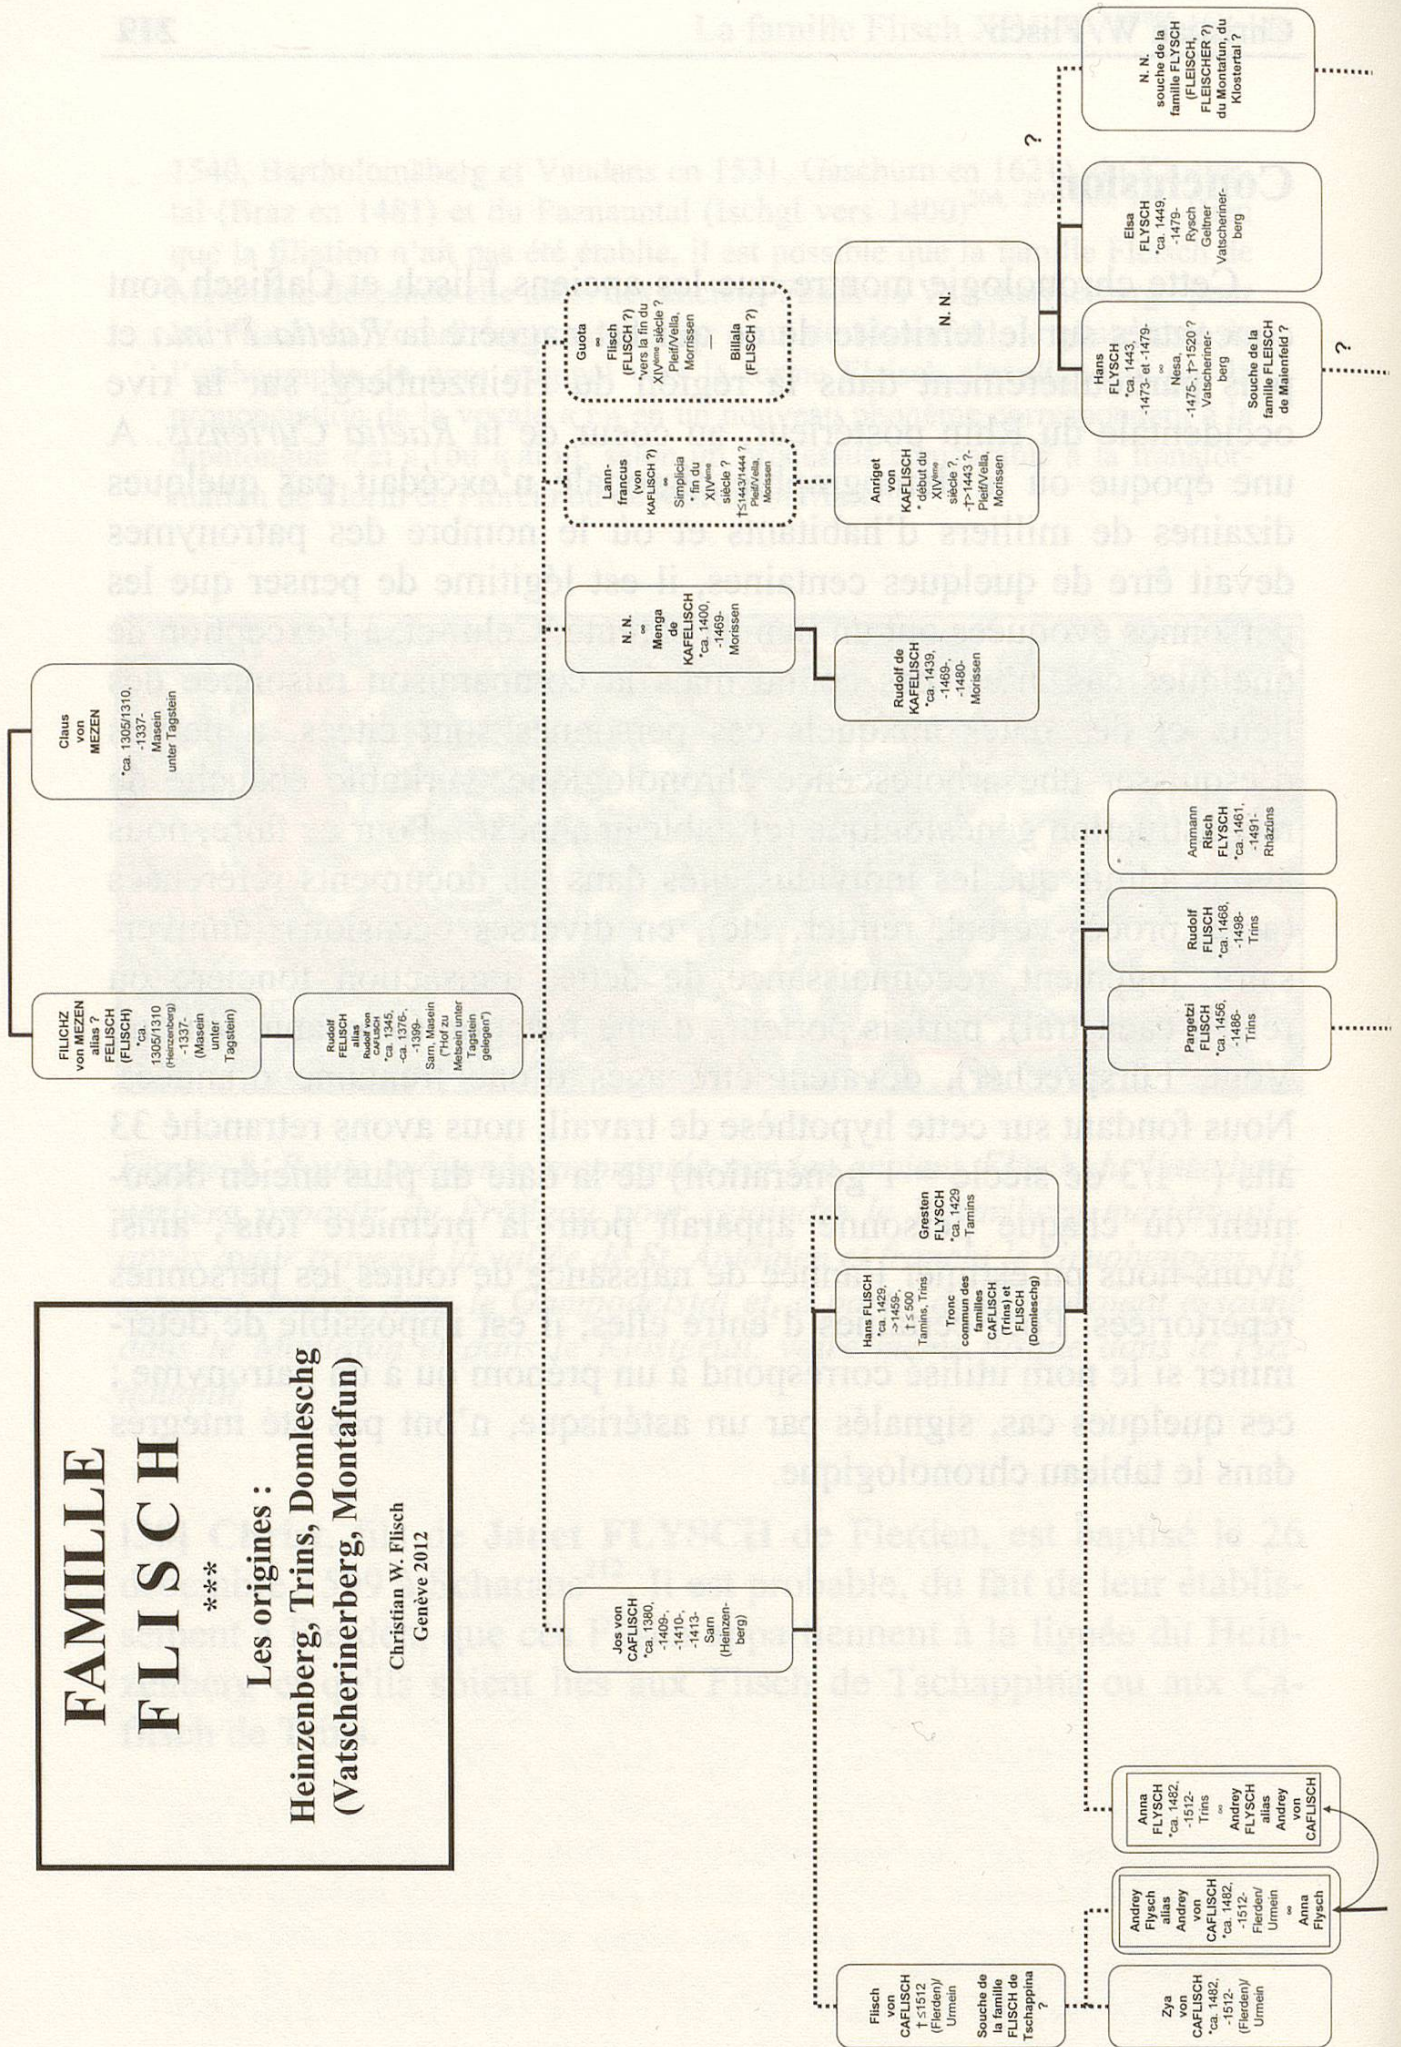 FAMILLE
FLISCH
***
Les origines :
Heinzenberg, Trins, Domleschg
(Vatscherinerberg, Montafun)
Christian W. Flisch
Genève 2012
FILICHZ
von MEZEN
alias ?
FELISCH
(FLISCH)
*ca.
1305/1310
(Heinzenberg)
-1337-
(Masein
unter
Tagstein)
Claus
von
MEZEN
*ca. 1305/1310,
-1337-
Masein
unter Tagstein
Rudolf
FELISCH
alias
Rudolf von
CAFLISCH
*ca. 1345,
-ca. 1376-,
-1399-
Sarn, Masein
("Hof zu
Metsein unter
Tagstein
gelegen")
Jos von
CAFLISCH
*ca. 1380,
-1409-,
-1410-,
-1413-
Sarn
(Heinzen-
berg)
N. N.
∞
Menga
de
KAFELISCH
*ca. 1400,
-1469-
Morissen
Lann-
francus
(von
KAFLISCH ?)
∞
Simplicia
* fin du
XIVème
siècle ?
†≤1443/1444 ?
Pleif/Vella,
Morissen
Guota
∞
Flisch
(FLISCH ?)
*vers la fin du
XIVème siècle ?
Pleif/Vella,
Morrissen
—
Billala
(FLISCH ?)
Flisch
von
CAFLISCH
† ≤1512
(Flerden)/
Urmein
Souche de
la famille
FLISCH de
Tschappina
?
Hans FLISCH
*ca. 1429,
->1459-,
† ≤ 500
Tamins, Trins
Tronc
commun des
familles
CAFLISCH
(Trins) et
FLISCH
(Domleschg)
Gresten
FLYSCH
*ca. 1429
Tamins
Rudolf de
KAFELISCH
*ca. 1439,
-1469-,
-1480-
Morissen
Anriget
von
KAFLISCH
* début du
XIVème
siècle ?,
-†>1443 ?-
Pleif/Vella,
Morissen
N. N.
?
Zya
von
CAFLISCH
*ca. 1482,
-1512-
(Flerden)/
Urmein
Andrey
Flysch
alias
Andrey
von
CAFLISCH
*ca. 1482,
-1512-
Flerden/
Urmein
∞
Anna
Flysch
Anna
FLYSCH
*ca. 1482,
-1512-
Trins
∞
Andrey
FLYSCH
alias
Andrey
von
CAFLISCH
Pargetzi
FLISCH
*ca. 1456,
-1486-
Trins
Rudolf
FLISCH
*ca. 1468,
-1498-
Trins
Ammann
Risch
FLYSCH
*ca. 1461,
-1491-
Rhäzüns
Hans
FLYSCH
*ca. 1443,
-1473- et -1479-
∞
Nesa,
-1475-, †>1520 ?
Vatscheriner-
berg
Souche de la
famille FLEISCH
de Maienfeld ?
?
Elsa
FLYSCH
*ca. 1449,
-1479-
Rysch
Geltner
Vatscheriner-
berg
N. N.
souche de la
famille FLYSCH
(FLEISCH,
FLEISCHER ?)
du Montafun, du
Klostertal ?